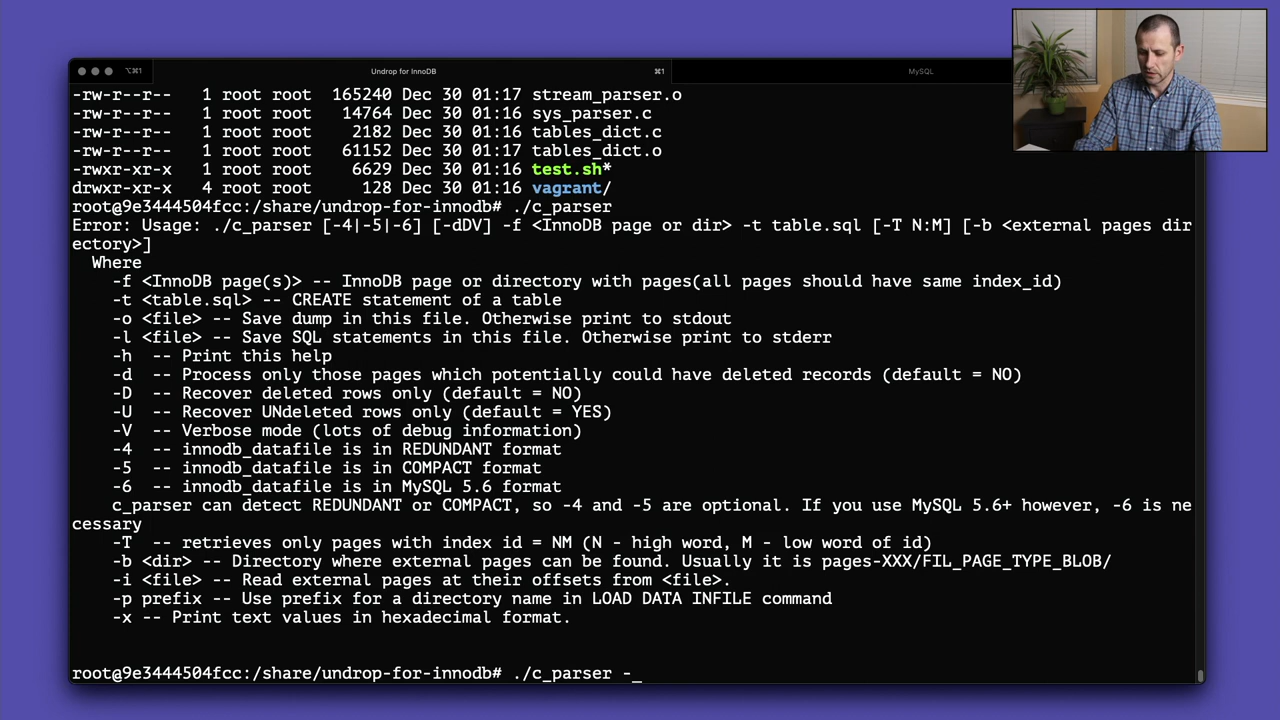 ⌥⌘1
Undrop for InnoDB
⌘1
MySQL
-rw-r--r--   1 root root  165240 Dec 30 01:17 stream_parser.o
-rw-r--r--   1 root root   14764 Dec 30 01:16 sys_parser.c
-rw-r--r--   1 root root    2182 Dec 30 01:16 tables_dict.c
-rw-r--r--   1 root root   61152 Dec 30 01:17 tables_dict.o
-rwxr-xr-x   1 root root    6629 Dec 30 01:16 test.sh*
drwxr-xr-x   4 root root     128 Dec 30 01:16 vagrant/
root@9e3444504fcc:/share/undrop-for-innodb# ./c_parser
Error: Usage: ./c_parser [-4|-5|-6] [-dDV] -f <InnoDB page or dir> -t table.sql [-T N:M] [-b <external pages dir
ectory>]
  Where
    -f <InnoDB page(s)> -- InnoDB page or directory with pages(all pages should have same index_id)
    -t <table.sql> -- CREATE statement of a table
    -o <file> -- Save dump in this file. Otherwise print to stdout
    -l <file> -- Save SQL statements in this file. Otherwise print to stderr
    -h  -- Print this help
    -d  -- Process only those pages which potentially could have deleted records (default = NO)
    -D  -- Recover deleted rows only (default = NO)
    -U  -- Recover UNdeleted rows only (default = YES)
    -V  -- Verbose mode (lots of debug information)
    -4  -- innodb_datafile is in REDUNDANT format
    -5  -- innodb_datafile is in COMPACT format
    -6  -- innodb_datafile is in MySQL 5.6 format
    c_parser can detect REDUNDANT or COMPACT, so -4 and -5 are optional. If you use MySQL 5.6+ however, -6 is ne
cessary
    -T  -- retrieves only pages with index id = NM (N - high word, M - low word of id)
    -b <dir> -- Directory where external pages can be found. Usually it is pages-XXX/FIL_PAGE_TYPE_BLOB/
    -i <file> -- Read external pages at their offsets from <file>.
    -p prefix -- Use prefix for a directory name in LOAD DATA INFILE command
    -x -- Print text values in hexadecimal format.
root@9e3444504fcc:/share/undrop-for-innodb# ./c_parser -_